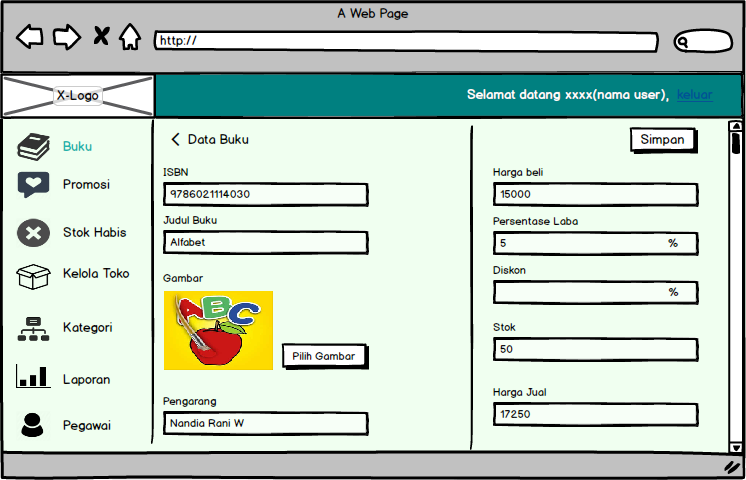 A Web Page
http://
X-Logo
Selamat datang xxxx(nama user), keluar
Buku
Promosi
Stok Habis
Kelola Toko
Kategori
Laporan
Pegawai
Data Buku
ISBN
9786021114030
Judul Buku
Alfabet
Gambar
ABC
Pilih Gambar
Pengarang
Nandia Rani W
Simpan
Harga beli
15000
Persentase Laba
5 %
Diskon
%
Stok
50
Harga Jual
17250